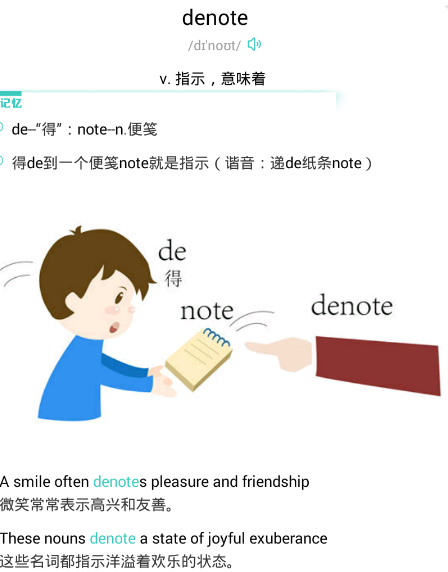 denote
/dɪˈnoʊt/
v. 指示，意味着
记忆
de–“得”：note–n.便笺
得de到一个便笺note就是指示（谐音：递de纸条note）
de
得
note
denote
A smile often denotes pleasure and friendship
微笑常常表示高兴和友善。
These nouns denote a state of joyful exuberance
这些名词都指示洋溢着欢乐的状态。